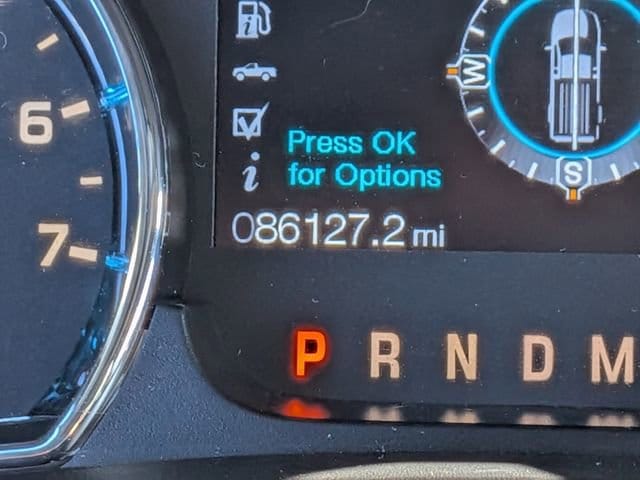 6
7
W
S
Press OK
for Options
i
086127.2 mi
P R N D M